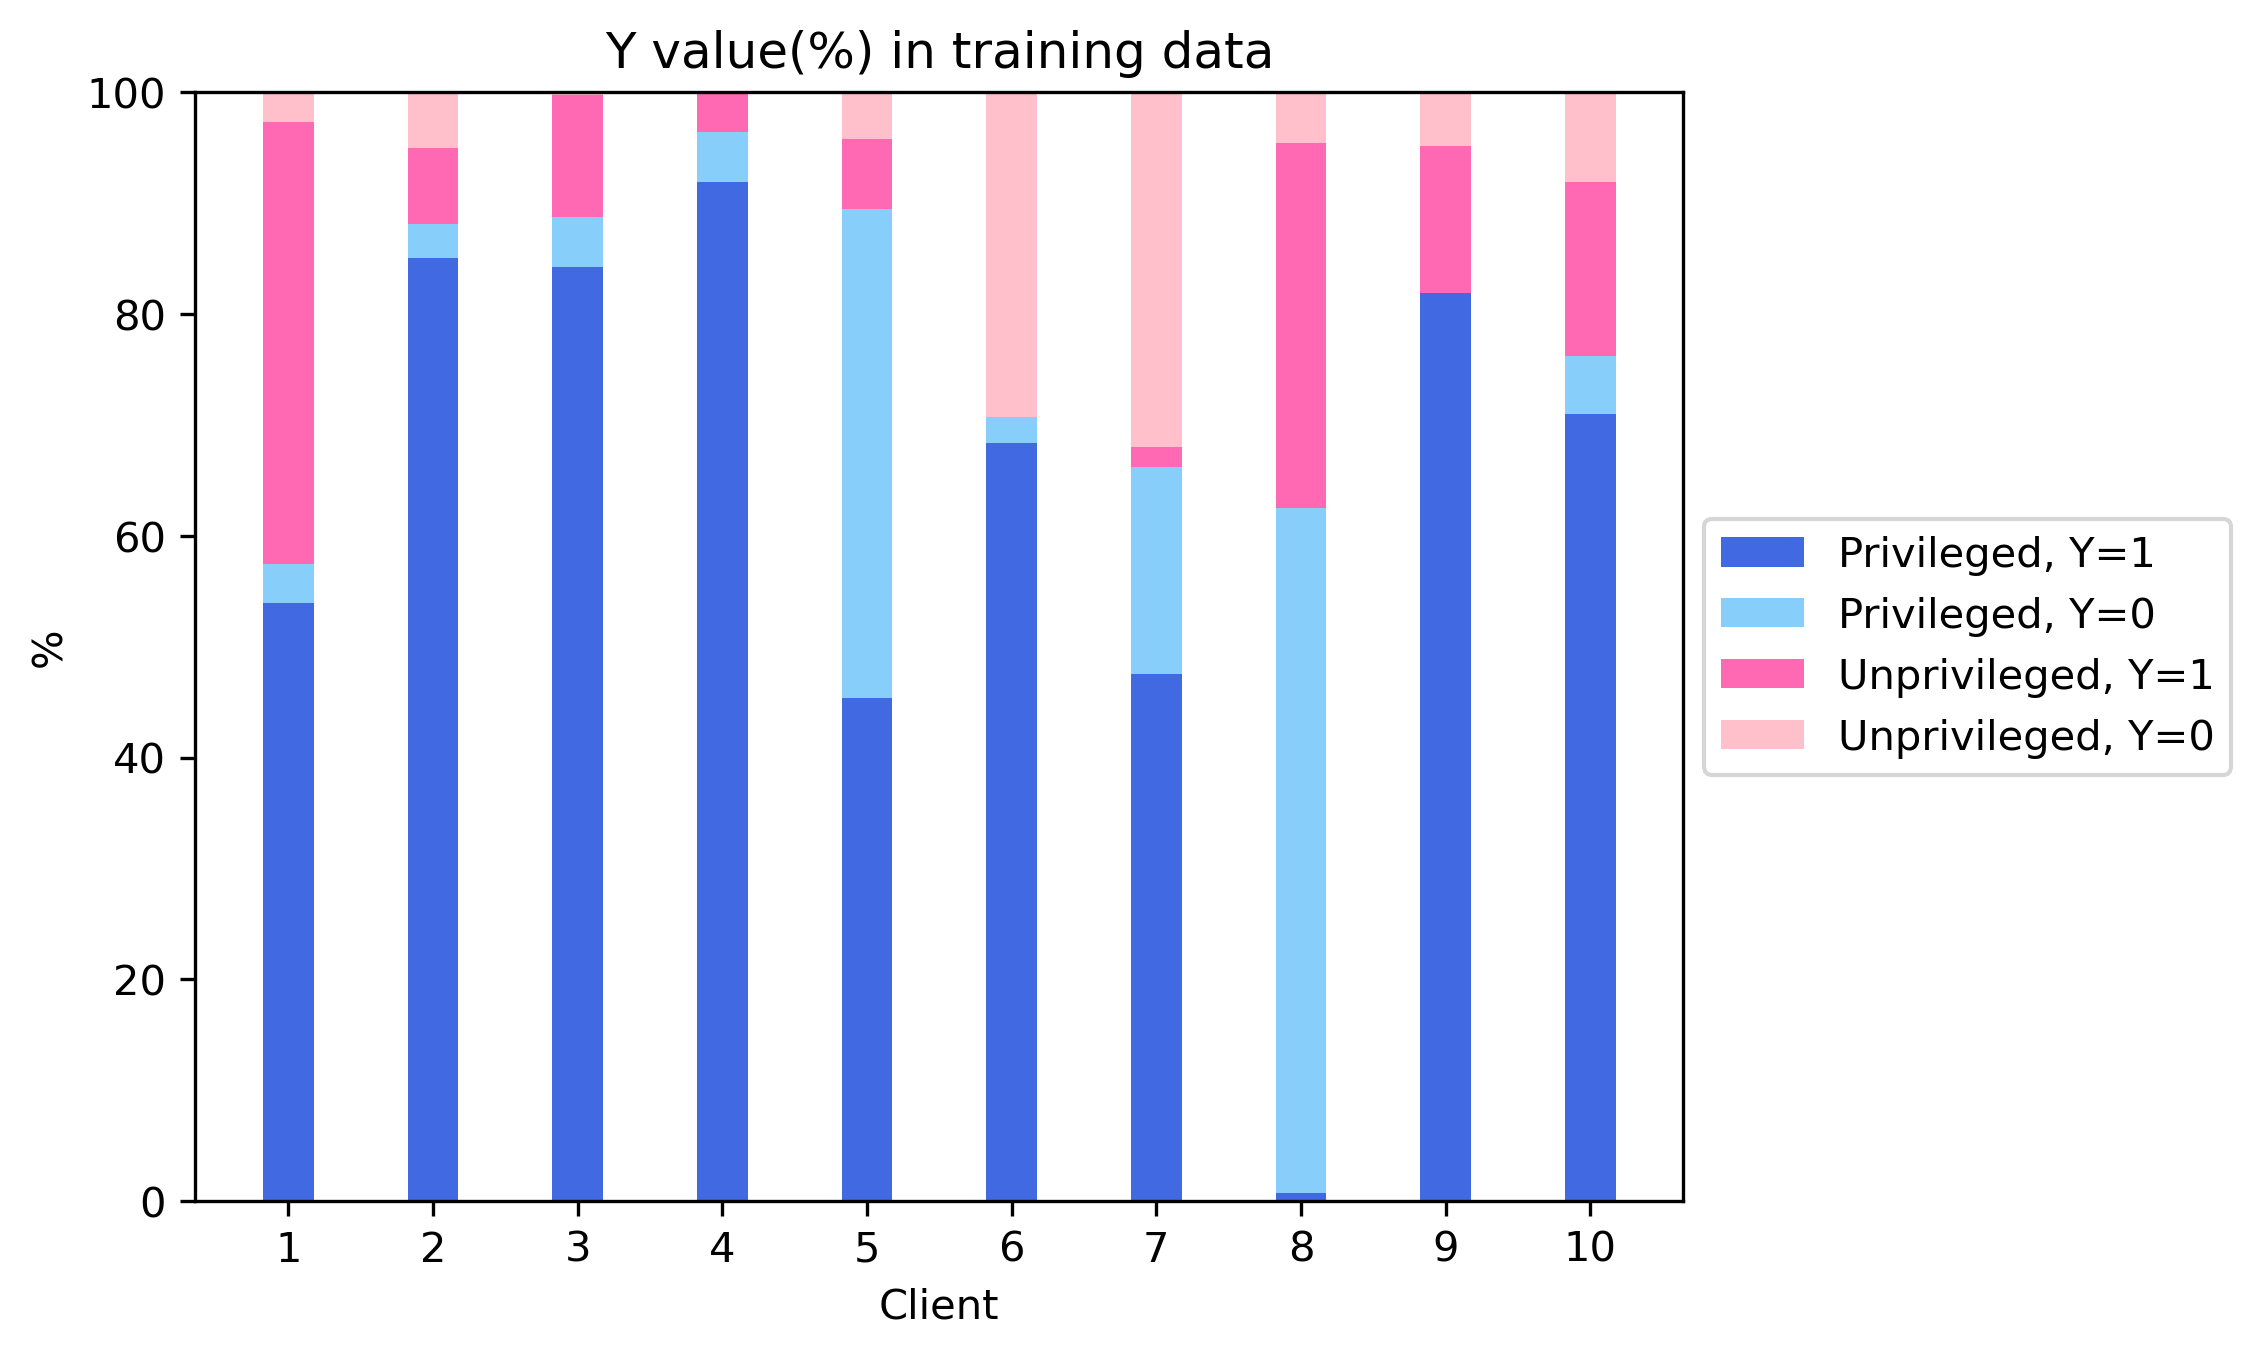 Y value(%) in training data
100
80
60
40
20
0
%
1 2 3 4 5 6 7 8 9 10
Client
Privileged, Y=1
Privileged, Y=0
Unprivileged, Y=1
Unprivileged, Y=0